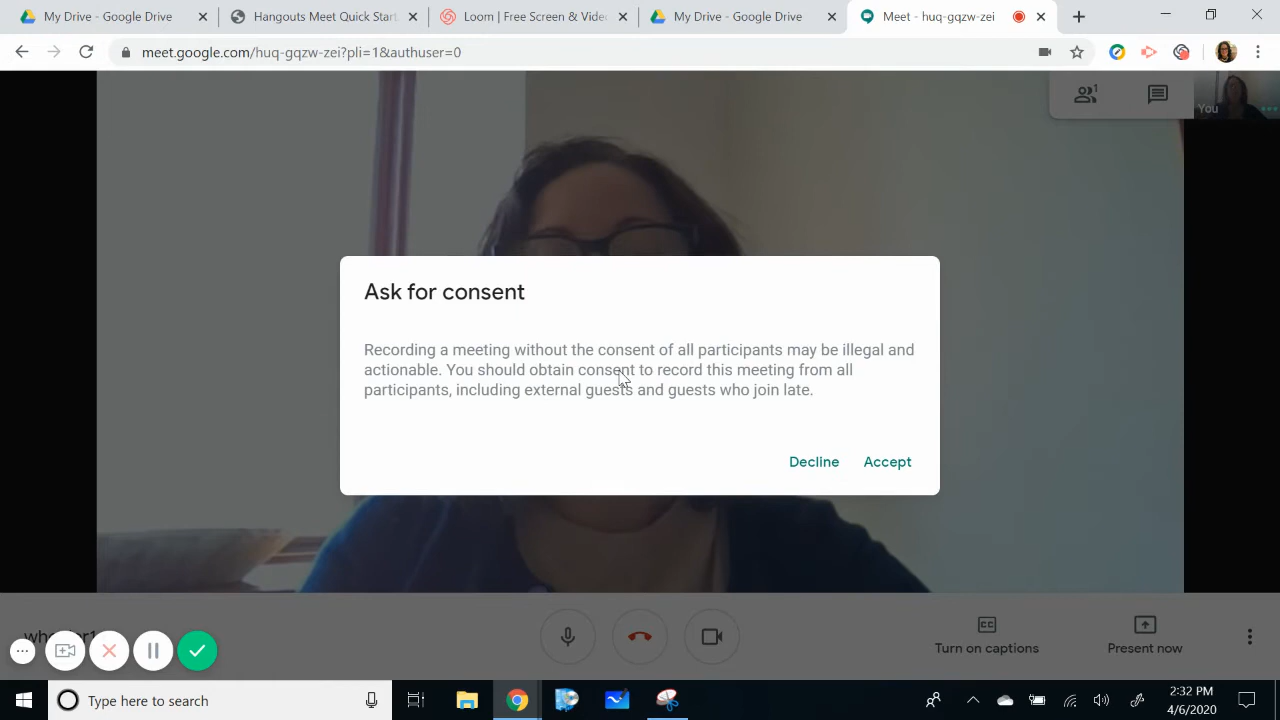 My Drive - Google Drive
Hangouts Meet Quick Start
Loom | Free Screen & Video
My Drive - Google Drive
Meet - huq-gqzw-zei
meet.google.com/huq-gqzw-zei?pli=1&authuser=0
1
You
Ask for consent
Recording a meeting without the consent of all participants may be illegal and
actionable. You should obtain consent to record this meeting from all
participants, including external guests and guests who join late.
Decline
Accept
CC
Turn on captions
Present now
Type here to search
2:32 PM
4/6/2020